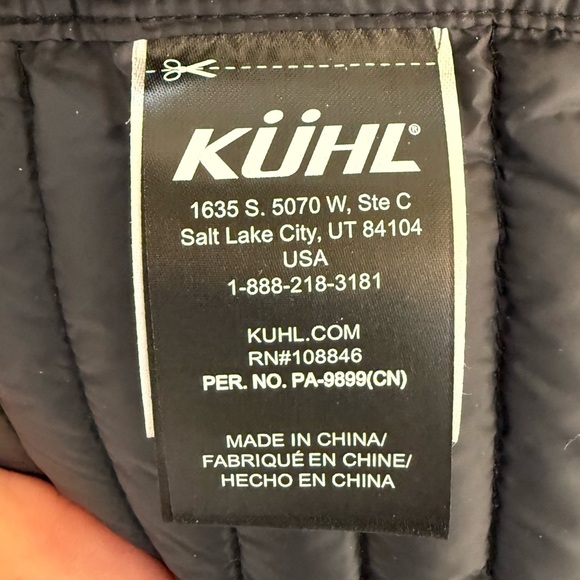 KÜHL®
1635 S. 5070 W, Ste C
Salt Lake City, UT 84104
USA
1-888-218-3181
KUHL.COM
RN#108846
PER. NO. PA-9899(CN)
MADE IN CHINA/
FABRIQUÉ EN CHINE/
HECHO EN CHINA